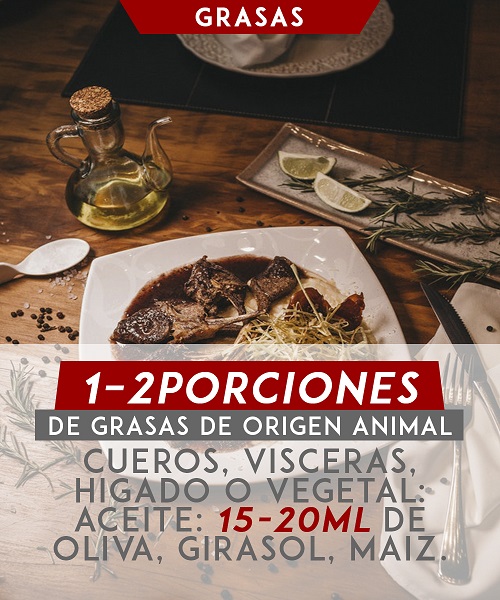 GRASAS
1-2PORCIONES
DE GRASAS DE ORIGEN ANIMAL
CUEROS, VISCERAS,
HIGADO O VEGETAL:
ACEITE: 15-20ML DE
OLIVA, GIRASOL, MAIZ.